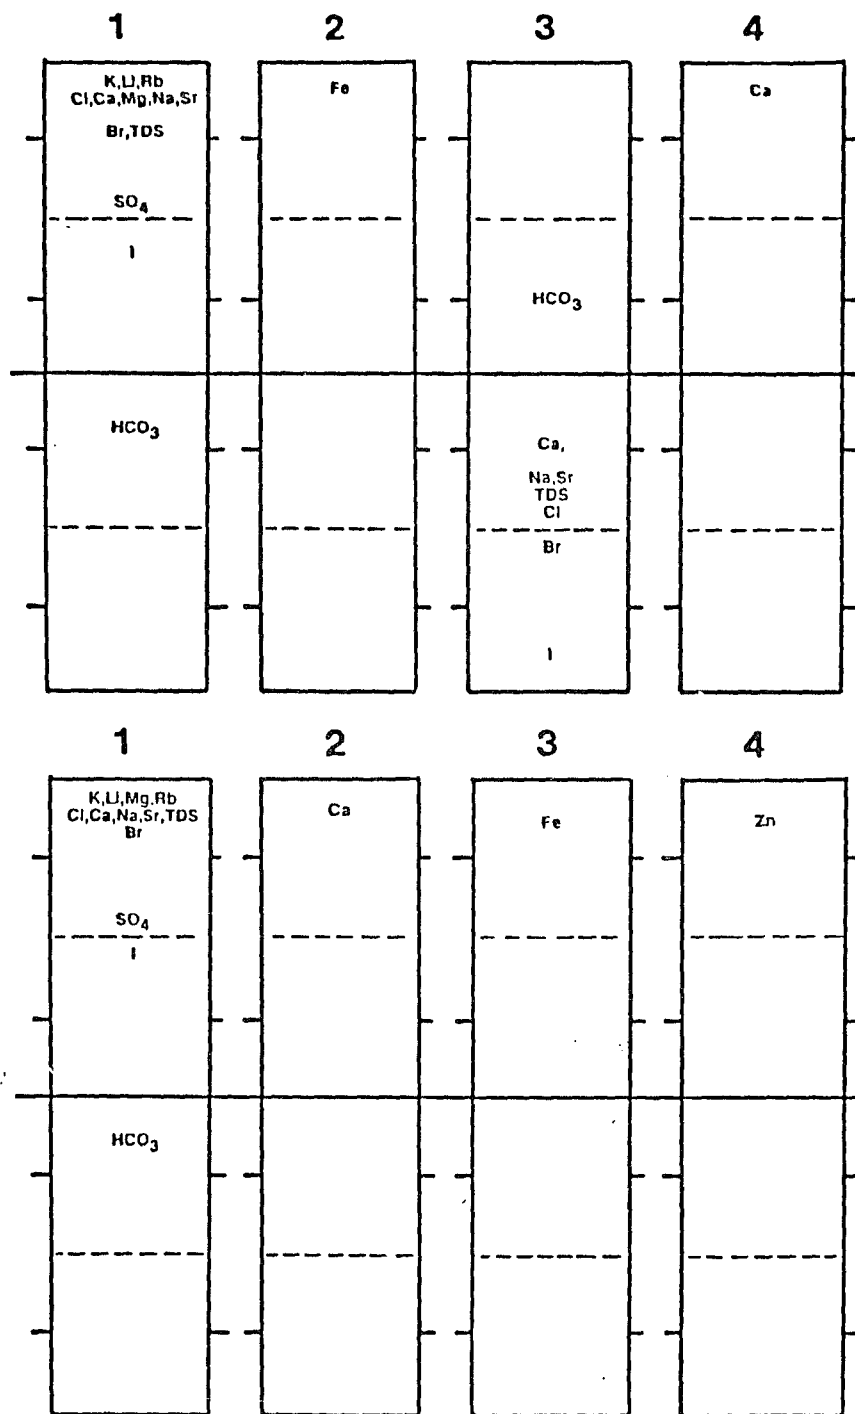 1 2 3 4
K,Li,Rb
Cl,Ca,Mg,Na,Sr
Br,TDS
SO4
I
HCO3
Fe
HCO3
Ca,
Na,Sr
TDS
Cl
Br
I
Ca
1 2 3 4
K,Li,Mg,Rb
Cl,Ca,Na,Sr,TDS
Br
SO4
I
HCO3
Ca
Fe
Zn